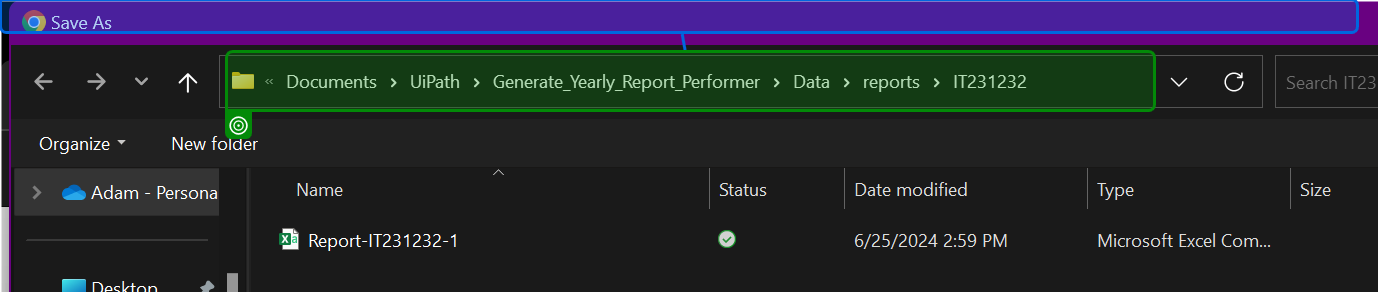 Save As
« Documents > UiPath > Generate_Yearly_Report_Performer > Data > reports > IT231232 Search IT23
Organize New folder
Adam - Persona Name Status Date modified Type Size
Report-IT231232-1 6/25/2024 2:59 PM Microsoft Excel Com...
Desktop